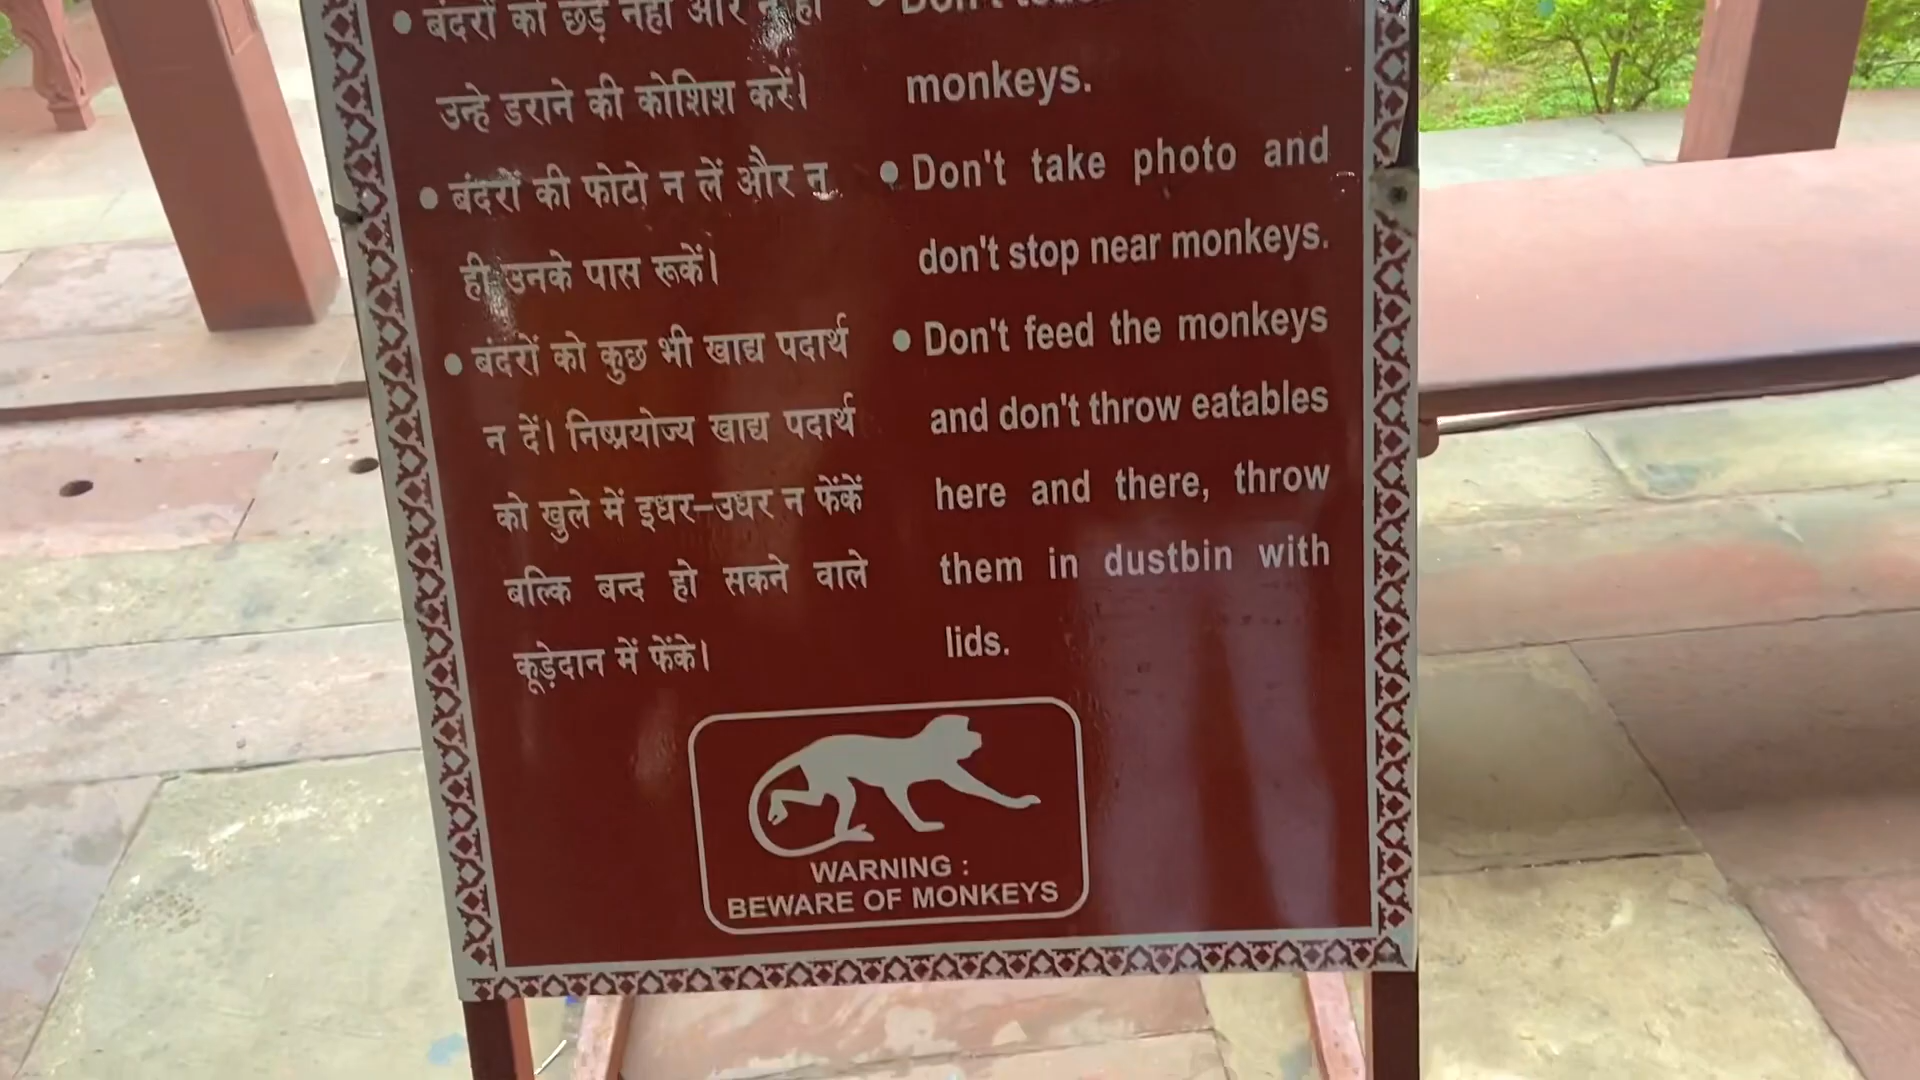 बंदरों को छेड़े नहीं और न ही
उन्हे डराने की कोशिश करें।
बंदरों की फोटो न लें और न
ही उनके पास रूकें।
बंदरों को कुछ भी खाद्य पदार्थ
न दें। निष्प्रयोज्य खाद्य पदार्थ
को खुले में इधर–उधर न फेंकें
बल्कि बन्द हो सकने वाले
कूड़ेदान में फेंके।
Don't
monkeys.
Don't take photo and
don't stop near monkeys.
Don't feed the monkeys
and don't throw eatables
here and there, throw
them in dustbin with
lids.
WARNING :
BEWARE OF MONKEYS